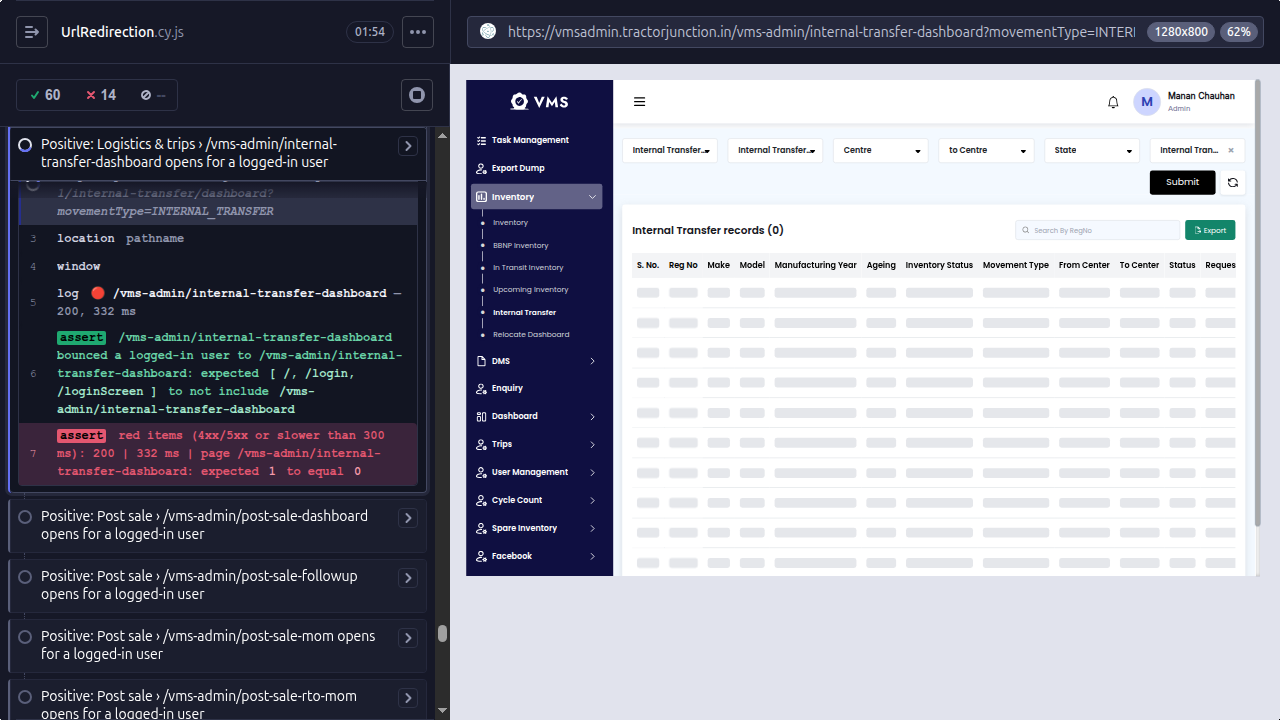 UrlRedirection.cy.js
01:54
https://vmsadmin.tractorjunction.in/vms-admin/internal-transfer-dashboard?movementType=INTERI
1280x800
62%
60
14
--
Positive: Logistics & trips › /vms-admin/internal-transfer-dashboard opens for a logged-in user
1/internal-transfer/dashboard?
movementType=INTERNAL_TRANSFER
3 location pathname
4 window
5 log 🔴 /vms-admin/internal-transfer-dashboard —
200, 332 ms
assert /vms-admin/internal-transfer-dashboard
bounced a logged-in user to /vms-admin/internal-
6 transfer-dashboard: expected [ /, /login,
/loginScreen ] to not include /vms-
admin/internal-transfer-dashboard
assert red items (4xx/5xx or slower than 300
7 ms): 200 | 332 ms | page /vms-admin/internal-
transfer-dashboard: expected 1 to equal 0
Positive: Post sale › /vms-admin/post-sale-dashboard
opens for a logged-in user
Positive: Post sale › /vms-admin/post-sale-followup
opens for a logged-in user
Positive: Post sale › /vms-admin/post-sale-mom opens
for a logged-in user
Positive: Post sale › /vms-admin/post-sale-rto-mom
opens for a logged-in user
VMS
Task Management
Export Dump
Inventory
Inventory
BBNP Inventory
In Transit Inventory
Upcoming Inventory
Internal Transfer
Relocate Dashboard
DMS
Enquiry
Dashboard
Trips
User Management
Cycle Count
Spare Inventory
Facebook
M
Manan Chauhan
Admin
Internal Transfer..
Internal Transfer..
Centre
to Centre
State
Internal Tran... ×
Submit
Internal Transfer records (0)
Search By RegNo
Export
S. No. Reg No Make Model Manufacturing Year Ageing Inventory Status Movement Type From Center To Center Status Reques